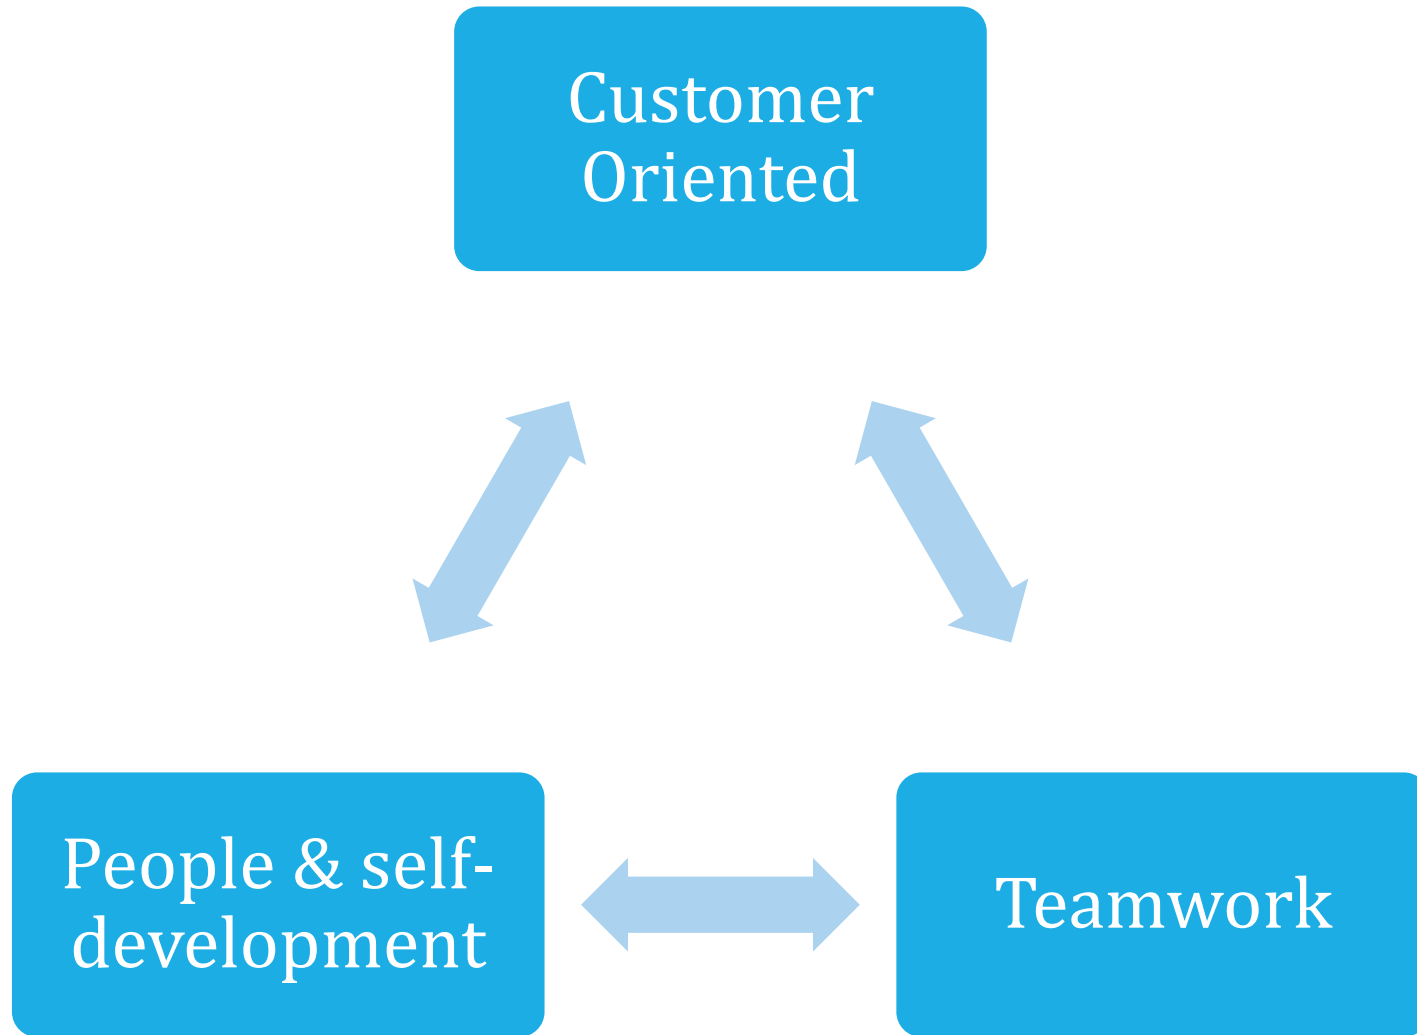 Customer
Oriented
People & self-
development
Teamwork